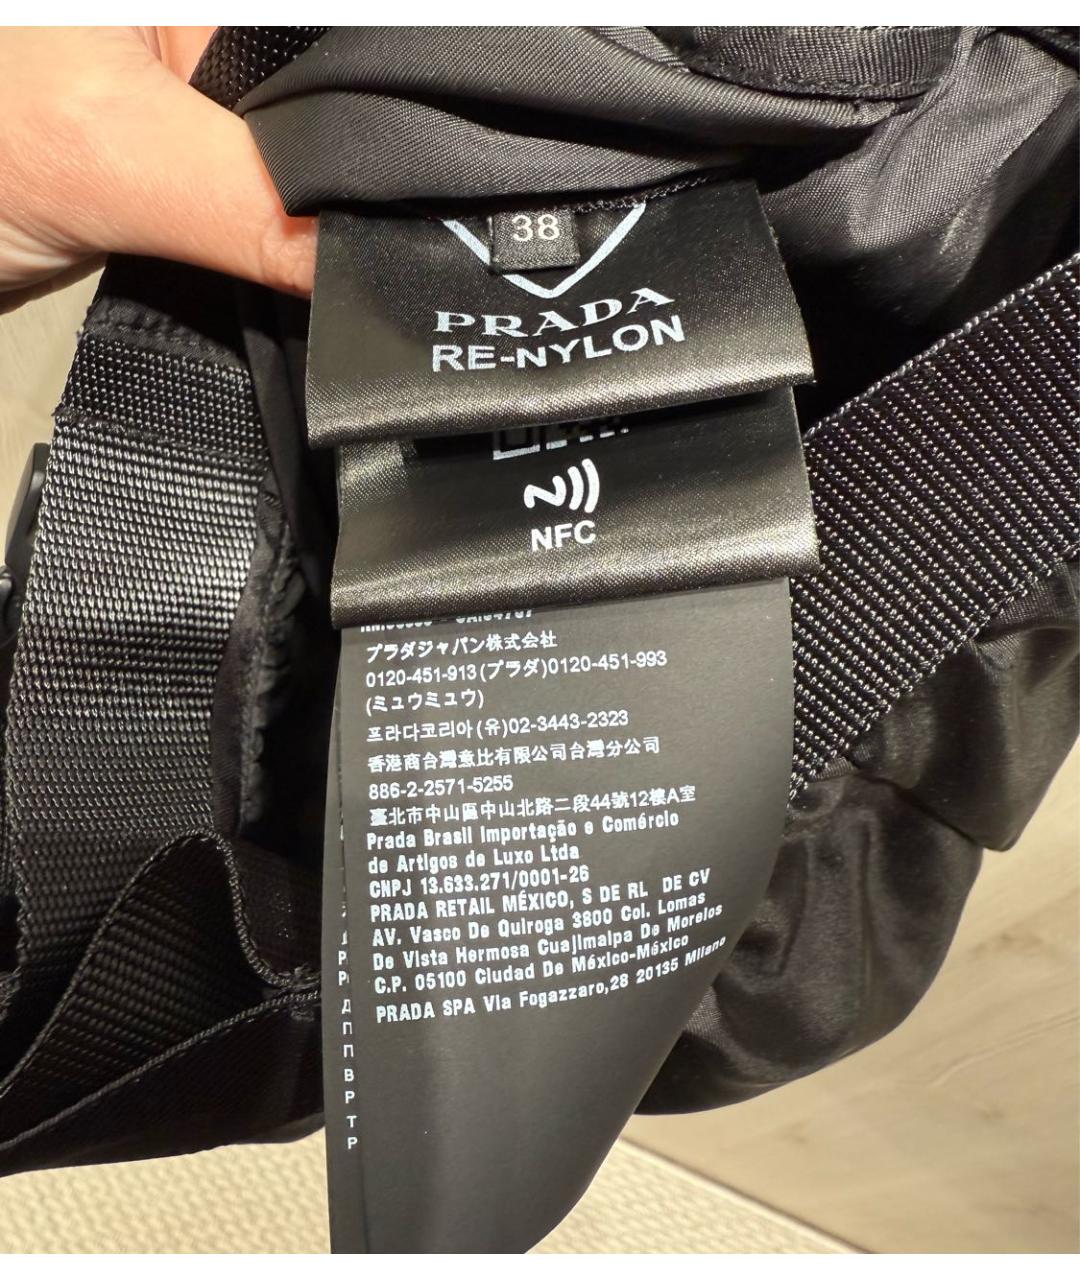 38
PRADA
RE-NYLON
NFC
プラダジャパン株式会社
0120-451-913(プラダ)0120-451-993
(ミュウミュウ)
프라다코리아(유)02-3443-2323
香港商台灣意比有限公司台灣分公司
886-2-2571-5255
臺北市中山區中山北路二段44號12樓A室
Prada Brasil Importação e Comércio
de Artigos de Luxo Ltda
CNPJ 13.633.271/0001-26
PRADA RETAIL MÉXICO, S DE RL DE CV
AV. Vasco De Quiroga 3800 Col. Lomas
De Vista Hermosa Cuajimalpa De Morelos
C.P. 05100 Ciudad De México-México
PRADA SPA Via Fogazzaro,28 20135 Milano